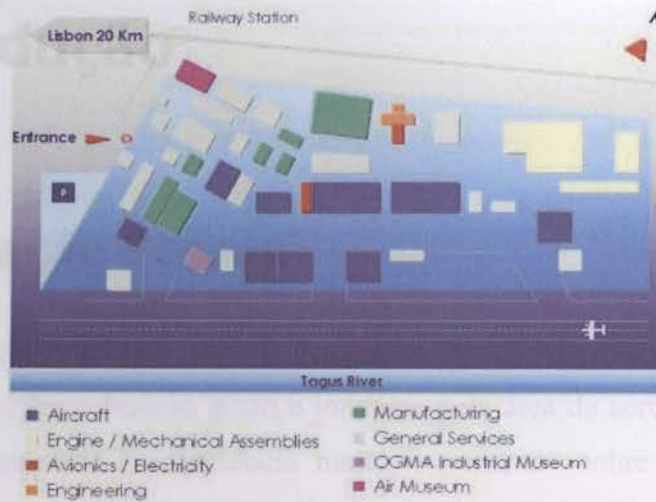 Railway Station
Lisbon 20 Km
Entrance
P
Tagus River
Aircraft
Engine / Mechanical Assemblies
Avionics / Electricity
Engineering
Manufacturing
General Services
OGMA Industrial Museum
Air Museum